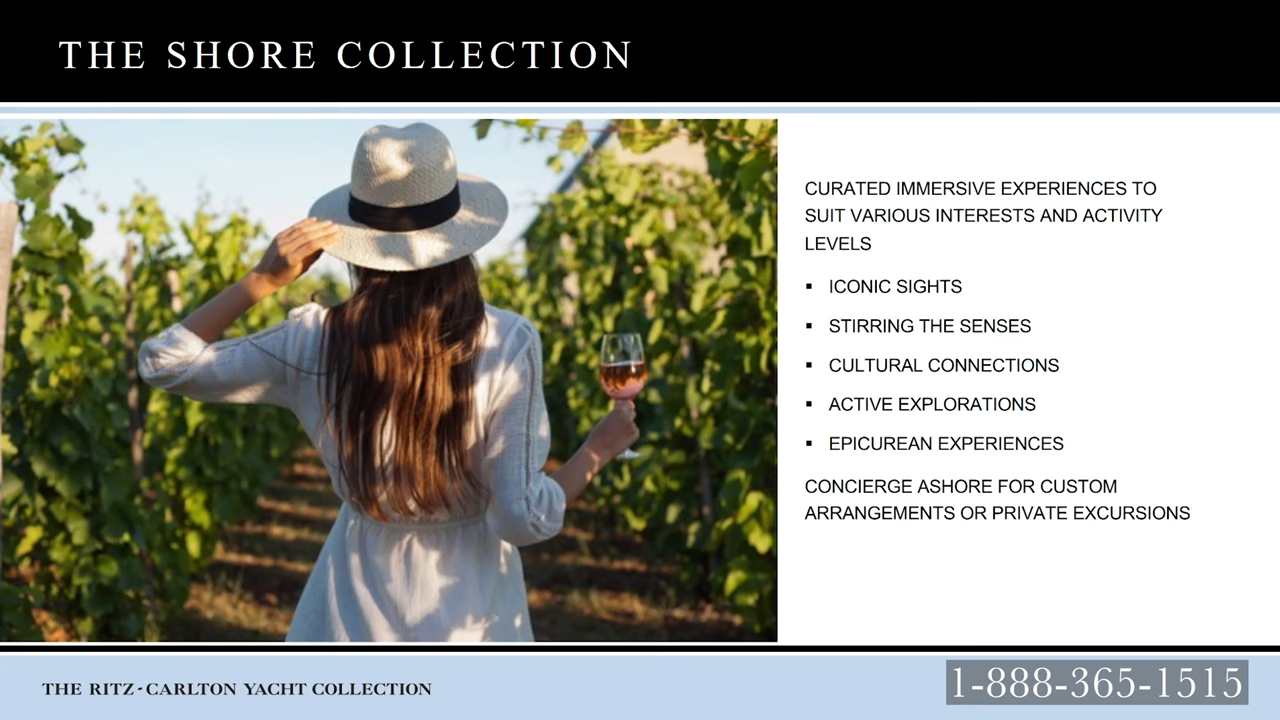 THE SHORE COLLECTION
CURATED IMMERSIVE EXPERIENCES TO
SUIT VARIOUS INTERESTS AND ACTIVITY
LEVELS
▪ ICONIC SIGHTS
▪ STIRRING THE SENSES
▪ CULTURAL CONNECTIONS
▪ ACTIVE EXPLORATIONS
▪ EPICUREAN EXPERIENCES
CONCIERGE ASHORE FOR CUSTOM
ARRANGEMENTS OR PRIVATE EXCURSIONS
THE RITZ-CARLTON YACHT COLLECTION
1-888-365-1515